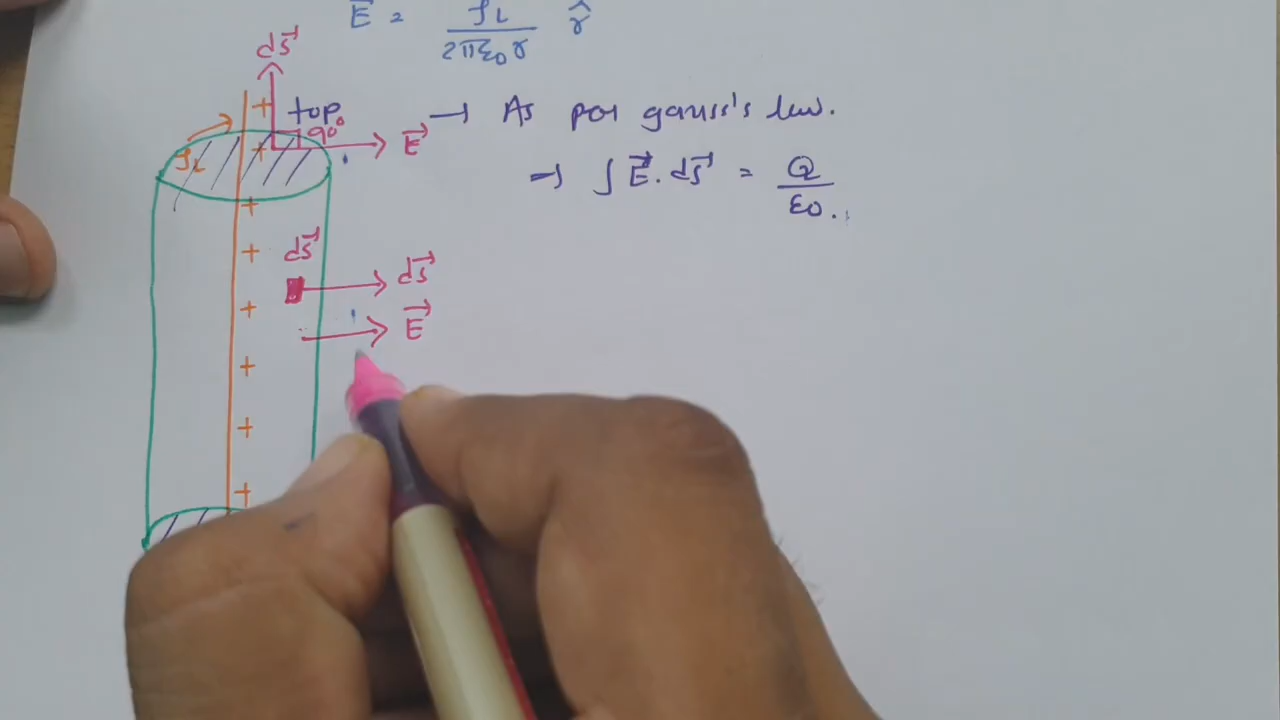 E⃗ = ρL / 2πε0r r̂
dS⃗
top
90°
E⃗
→ As per gauss's law.
ρL
→ ∫ E⃗ . dS⃗ = Q / ε0.
dS⃗
dS⃗
E⃗
+ + + + + + + +